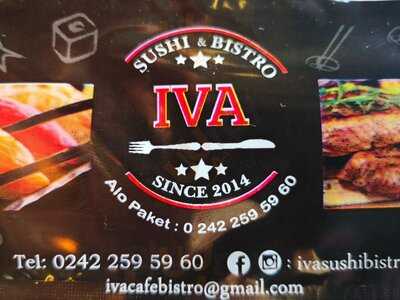 SUSHI & BISTRO
IVA
SINCE 2014
Alo Paket : 0 242 259 59 60
Tel: 0242 259 59 60
: ivasushibistr
ivacafebistro@gmail.com